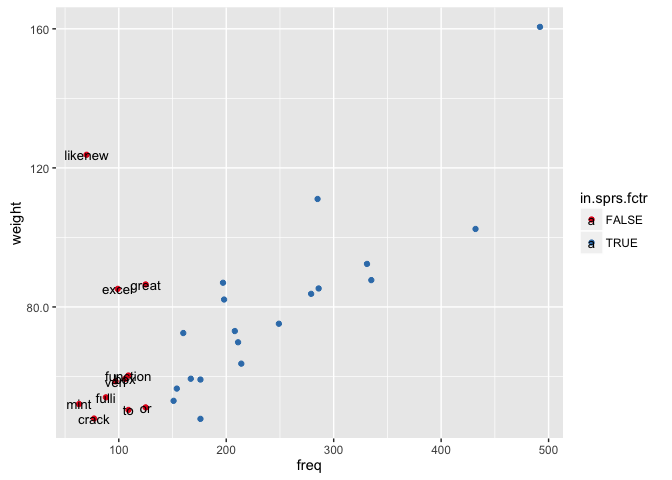 160
120
80.0
weight
likenew
excel
great
function
veri
fulli
mint
to
or
crack
100
200
300
400
500
freq
in.sprs.fctr
a FALSE
a TRUE